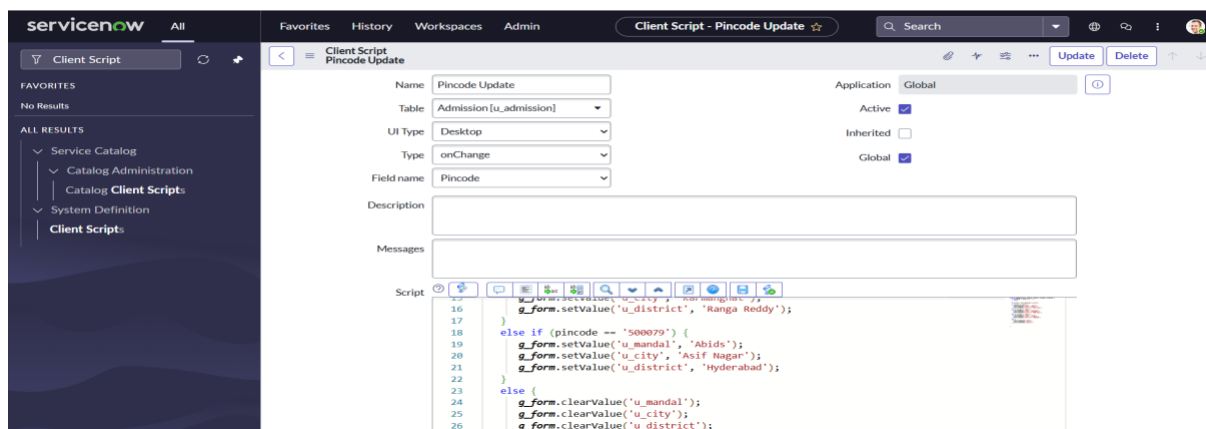 servicenow All Favorites History Workspaces Admin Client Script - Pincode Update ☆ Search
Client Script
Client Script
Pincode Update
Update Delete
FAVORITES
No Results
ALL RESULTS
Service Catalog
Catalog Administration
Catalog Client Scripts
System Definition
Client Scripts
Name Pincode Update
Application Global
Table Admission [u_admission]
Active
UI Type Desktop
Inherited
Type onChange
Global
Field name Pincode
Description
Messages
Script
15 g_form.setValue('u_city', 'Karmanghat');
16 g_form.setValue('u_district', 'Ranga Reddy');
17 }
18 else if (pincode == '500079') {
19 g_form.setValue('u_mandal', 'Abids');
20 g_form.setValue('u_city', 'Asif Nagar');
21 g_form.setValue('u_district', 'Hyderabad');
22 }
23 else {
24 g_form.clearValue('u_mandal');
25 g_form.clearValue('u_city');
26 g_form.clearValue('u_district');